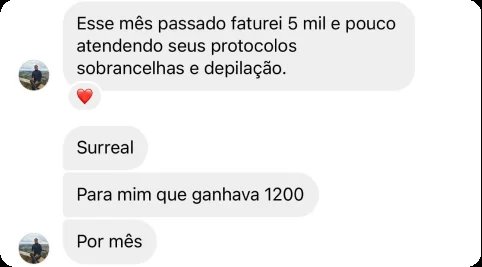 Esse mês passado faturei 5 mil e pouco
atendendo seus protocolos
sobrancelhas e depilação.
Surreal
Para mim que ganhava 1200
Por mês